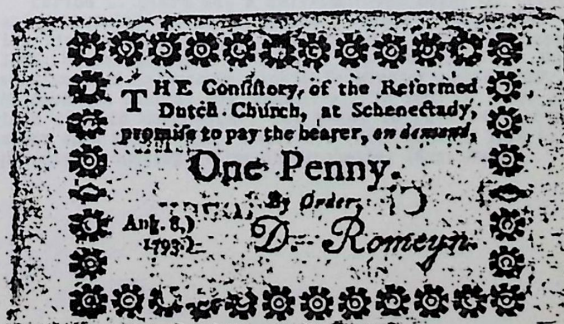 THE Conſiſtory, of the Reformed
Dutch Church, at Schenectady,
promiſe to pay the bearer, on demand,
One Penny.
By Order,
Aug. 8,)
1793.)
D= Romeyn.